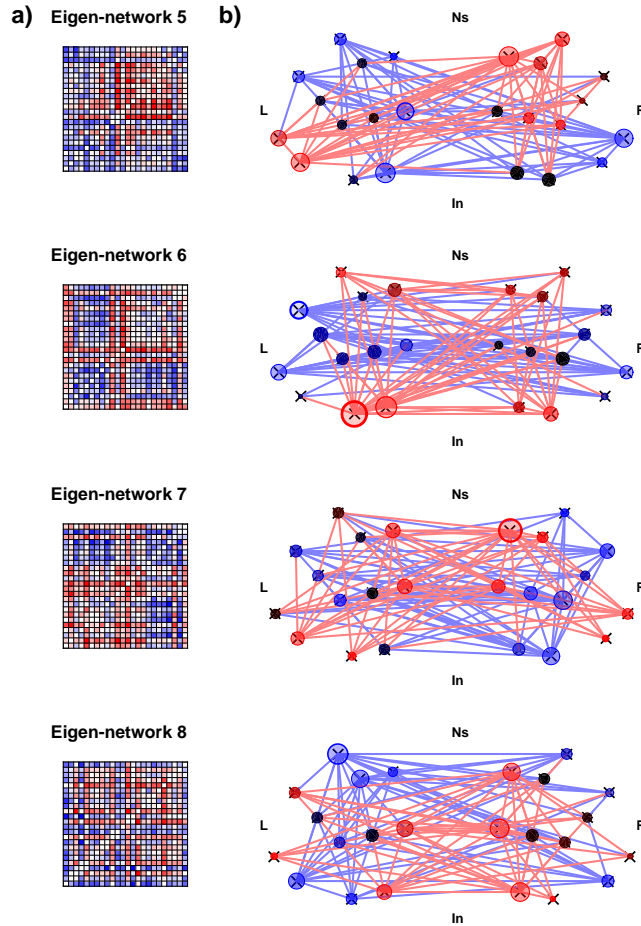 a) Eigen-network 5 b)
Ns
L R
In
Eigen-network 6
Ns
L R
In
Eigen-network 7
Ns
L R
In
Eigen-network 8
Ns
L R
In